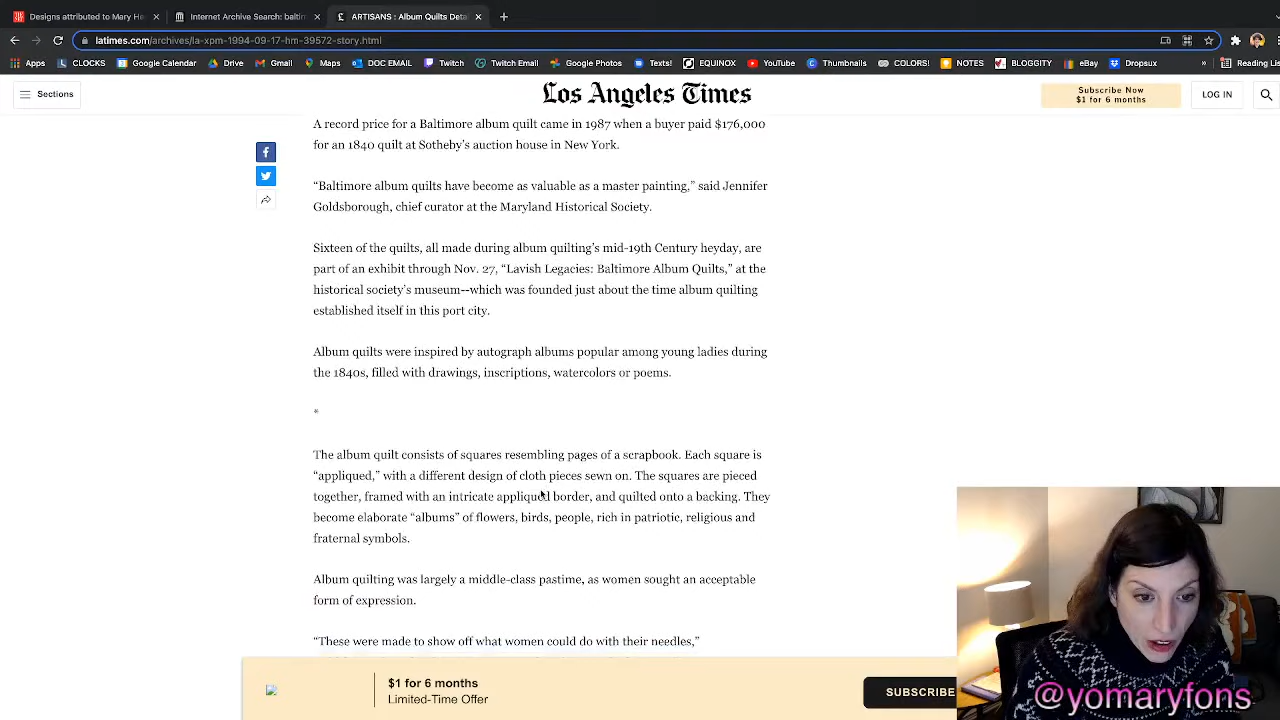 Designs attributed to Mary He
Internet Archive Search: baltim
ARTISANS : Album Quilts Deta
latimes.com/archives/la-xpm-1994-09-17-hm-39572-story.html
Apps
CLOCKS
Google Calendar
Drive
Gmail
Maps
DOC EMAIL
Twitch
Twitch Email
Google Photos
Texts!
EQUINOX
YouTube
Thumbnails
COLORS!
NOTES
BLOGGITY
eBay
Dropsux
»
Reading List
Sections
Los Angeles Times
Subscribe Now
$1 for 6 months
LOG IN
A record price for a Baltimore album quilt came in 1987 when a buyer paid $176,000
for an 1840 quilt at Sotheby's auction house in New York.
“Baltimore album quilts have become as valuable as a master painting,” said Jennifer
Goldsborough, chief curator at the Maryland Historical Society.
Sixteen of the quilts, all made during album quilting's mid-19th Century heyday, are
part of an exhibit through Nov. 27, “Lavish Legacies: Baltimore Album Quilts,” at the
historical society's museum--which was founded just about the time album quilting
established itself in this port city.
Album quilts were inspired by autograph albums popular among young ladies during
the 1840s, filled with drawings, inscriptions, watercolors or poems.
*
The album quilt consists of squares resembling pages of a scrapbook. Each square is
“appliqued,” with a different design of cloth pieces sewn on. The squares are pieced
together, framed with an intricate appliqued border, and quilted onto a backing. They
become elaborate “albums” of flowers, birds, people, rich in patriotic, religious and
fraternal symbols.
Album quilting was largely a middle-class pastime, as women sought an acceptable
form of expression.
“These were made to show off what women could do with their needles,”
$1 for 6 months
Limited-Time Offer
SUBSCRIBE
@yomaryfons